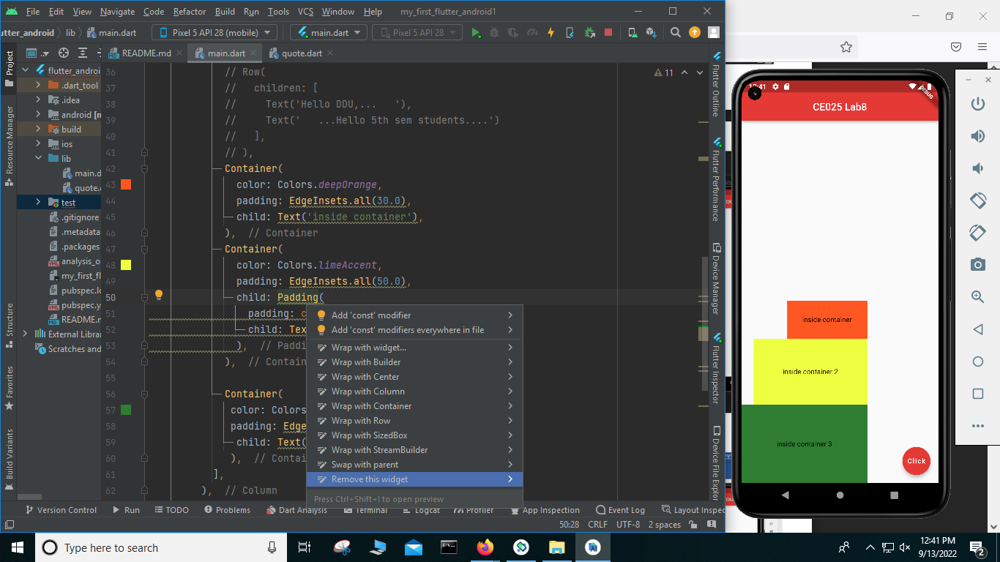 File Edit View Navigate Code Refactor Build Run Tools VCS Window Help my_first_flutter_android1
utter_android lib main.dart Pixel 5 API 28 (mobile) main.dart Pixel 5 API 28
Project
Resource Manager
Structure
Favorites
Build Variants
flutter_androi
.dart_tool
.idea
android [m
build
ios
lib
main.d
quote.
test
.gitignore
.metadata
.packages
analysis_o
my_first_fl
pubspec.lo
pubspec.y
README.m
External Librar
Scratches and
README.md main.dart quote.dart
11
36 // Row(
37 // children: [
38 // Text('Hello DDU,... '),
39 // Text(' ...Hello 5th sem students....')
40 // ],
41 // ),
42 Container(
43 color: Colors.deepOrange,
44 padding: EdgeInsets.all(30.0),
45 child: Text('inside container'),
46 ), // Container
47 Container(
48 color: Colors.limeAccent,
49 padding: EdgeInsets.all(50.0),
50 child: Padding(
51 padding: c
52 child: Tex
53 ), // Paddi
54 ), // Contain
55
56 Container(
57 color: Colors
58 padding: Edge
59 child: Text(
60 ), // Contai
61 ],
62 ), // Column
Add 'const' modifier
Add 'const' modifiers everywhere in file
Wrap with widget...
Wrap with Builder
Wrap with Center
Wrap with Column
Wrap with Container
Wrap with Row
Wrap with SizedBox
Wrap with StreamBuilder
Swap with parent
Remove this widget
Press Ctrl+Shift+I to open preview
Flutter Outline
Flutter Performance
Device Manager
Flutter Inspector
Device File Explor
Version Control Run TODO Problems Dart Analysis Terminal Logcat Profiler App Inspection Event Log Layout Inspec
50:28 CRLF UTF-8 2 spaces
12:41
DEBUG
CE025 Lab8
inside container
inside container 2
inside container 3
Click
Type here to search
12:41 PM
9/13/2022
2